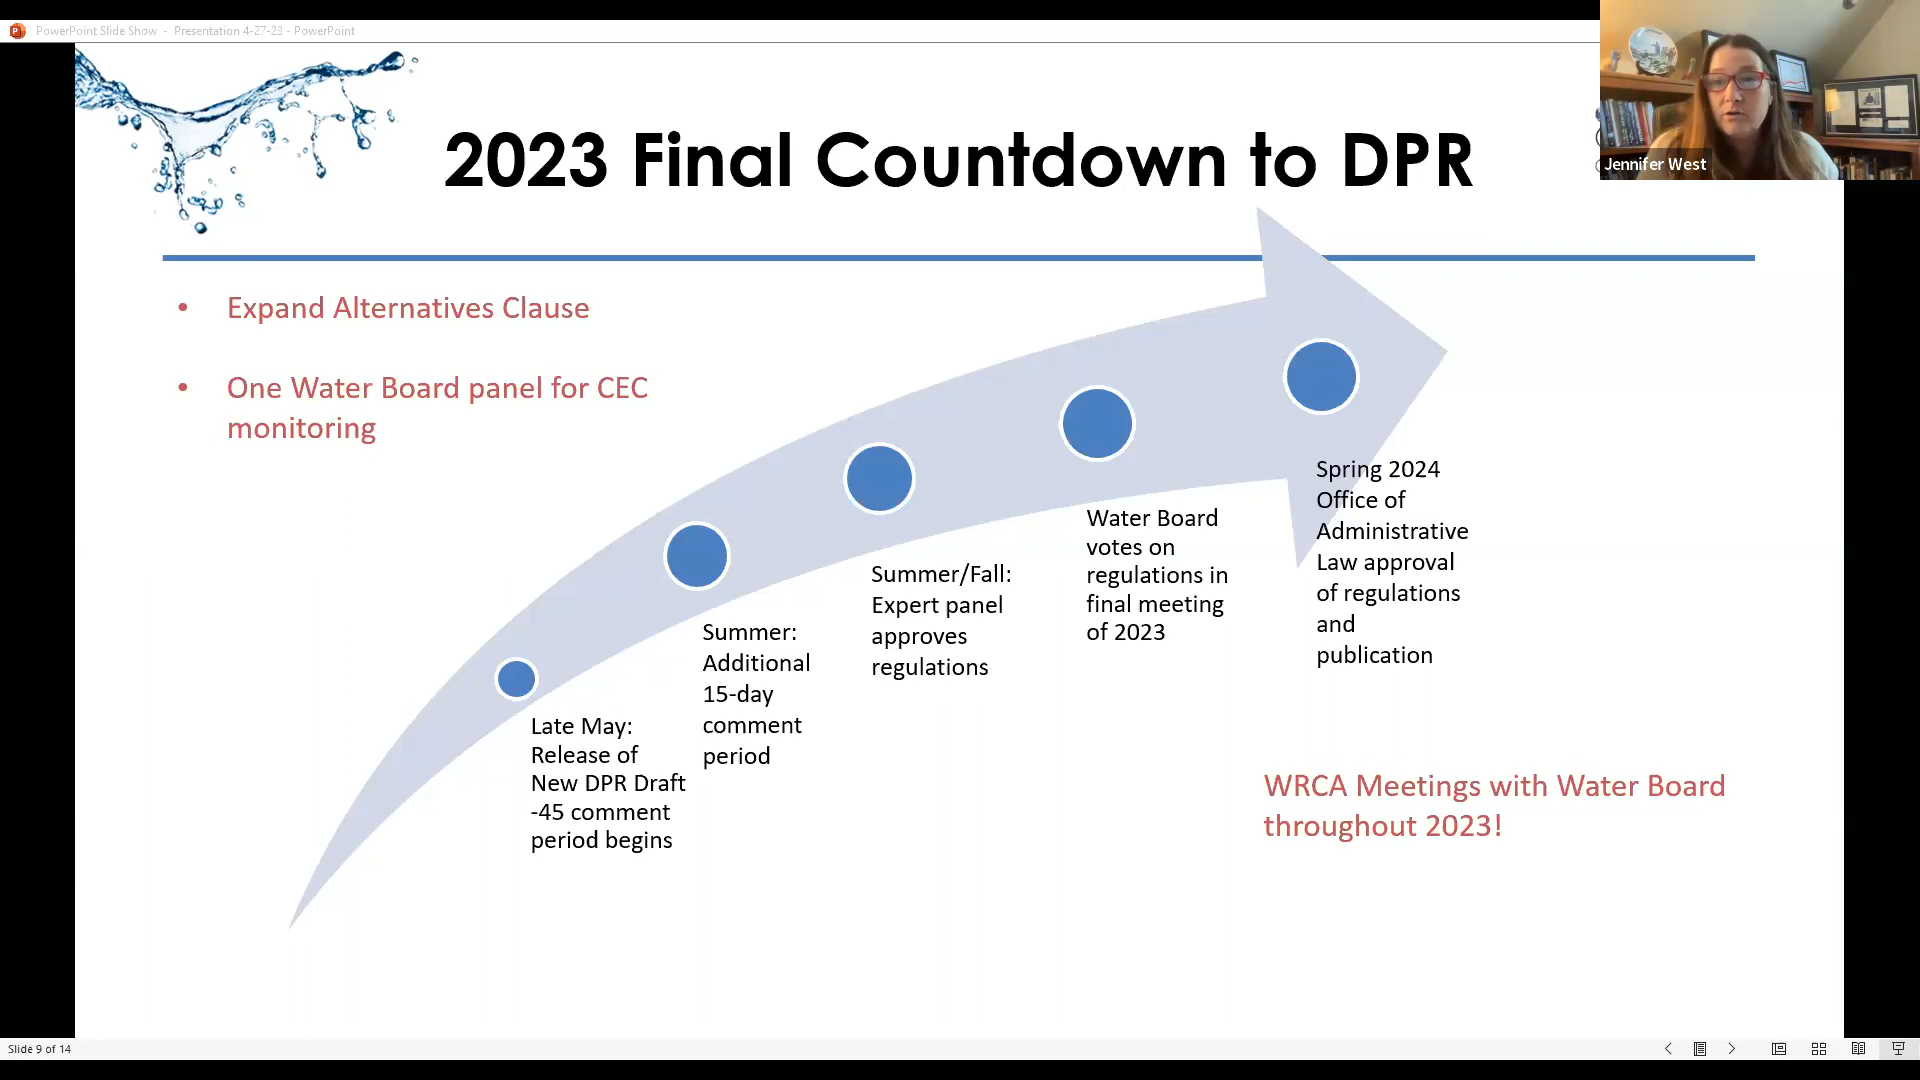 PowerPoint Slide Show - Presentation 4-27-23 - PowerPoint
Jennifer West
2023 Final Countdown to DPR
• Expand Alternatives Clause
• One Water Board panel for CEC
monitoring
Late May:
Release of
New DPR Draft
-45 comment
period begins
Summer:
Additional
15-day
comment
period
Summer/Fall:
Expert panel
approves
regulations
Water Board
votes on
regulations in
final meeting
of 2023
Spring 2024
Office of
Administrative
Law approval
of regulations
and
publication
WRCA Meetings with Water Board
throughout 2023!
Slide 9 of 14